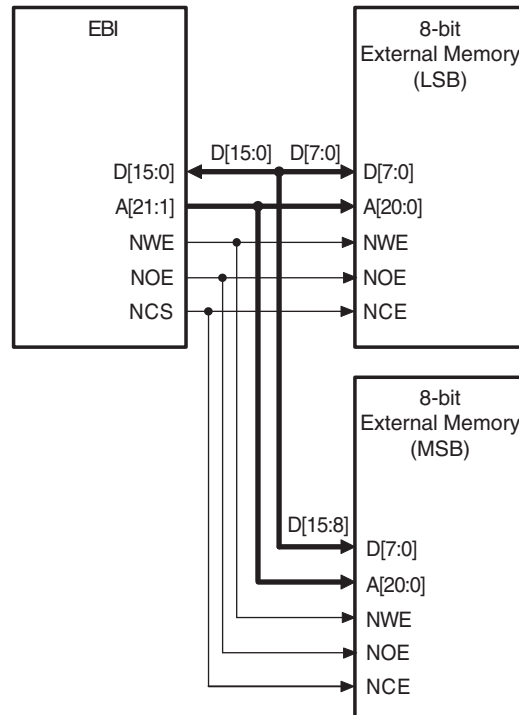 EBI
8-bit
External Memory
(LSB)
D[15:0] D[7:0]
D[15:0] D[7:0]
A[21:1] A[20:0]
NWE NWE
NOE NOE
NCS NCE
8-bit
External Memory
(MSB)
D[15:8]
D[7:0]
A[20:0]
NWE
NOE
NCE